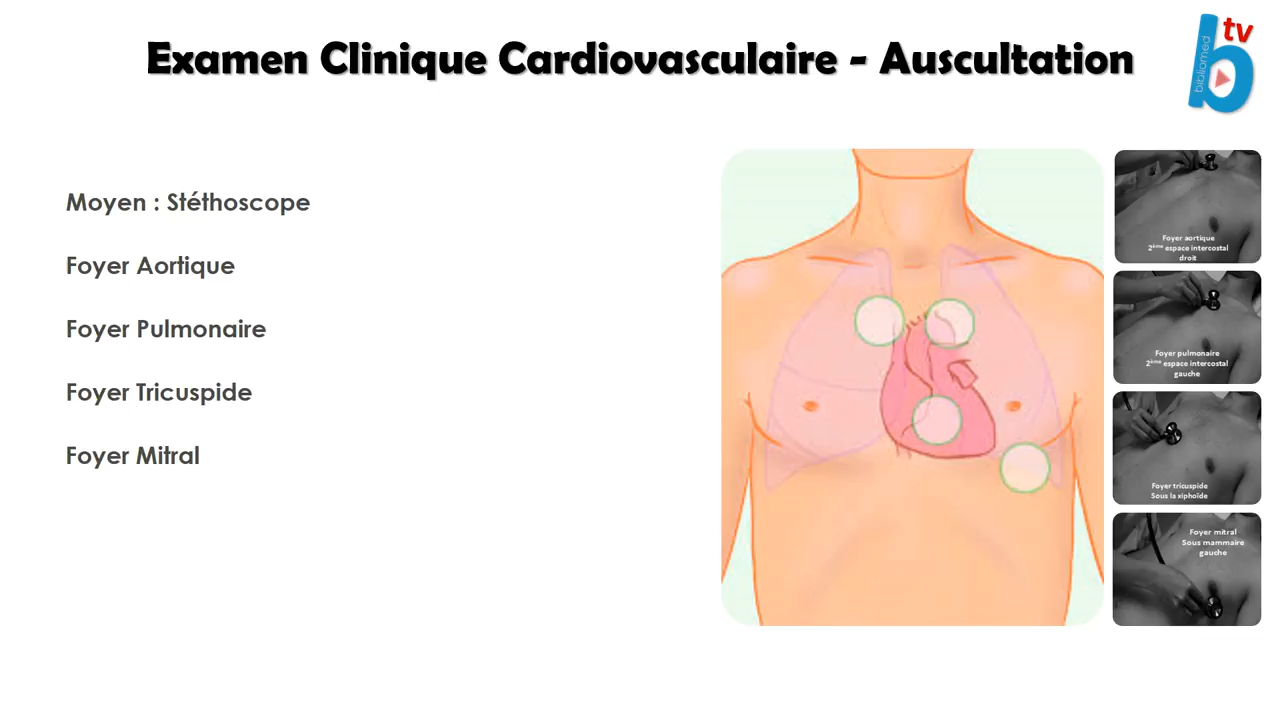 Examen Clinique Cardiovasculaire - Auscultation
tv
bibliomed
Moyen : Stéthoscope
Foyer Aortique
Foyer Pulmonaire
Foyer Tricuspide
Foyer Mitral
Foyer aortique
2ème espace intercostal
droit
Foyer pulmonaire
2ème espace intercostal
gauche
Foyer tricuspide
Sous la xiphoïde
Foyer mitral
Sous mammaire
gauche